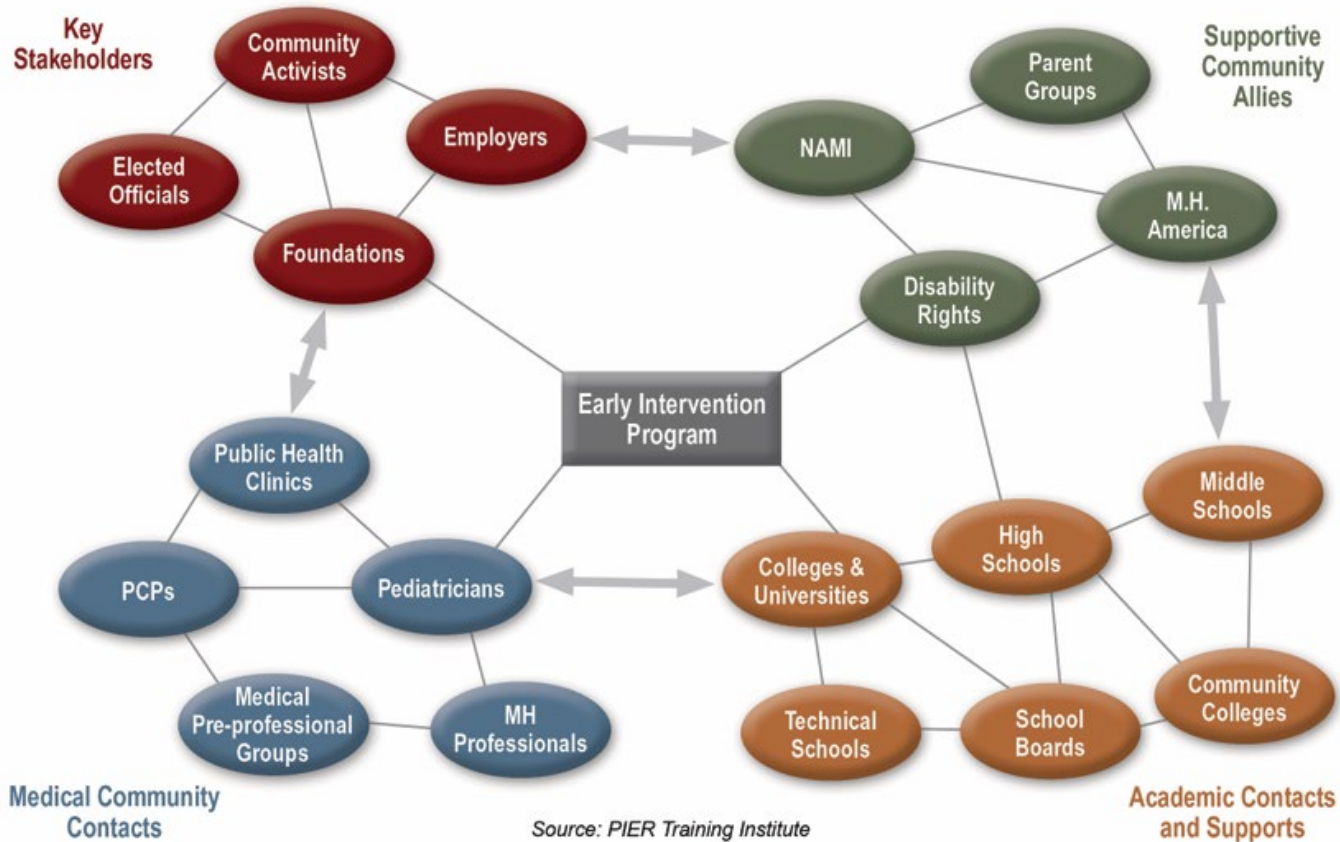 Key
Stakeholders
Community
Activists
Employers
Elected
Officials
Foundations
Supportive
Community
Allies
Parent
Groups
NAMI
M.H.
America
Disability
Rights
Early Intervention
Program
Public Health
Clinics
PCPs
Pediatricians
Medical
Pre-professional
Groups
MH
Professionals
Medical Community
Contacts
Middle
Schools
High
Schools
Colleges &
Universities
Technical
Schools
School
Boards
Community
Colleges
Academic Contacts
and Supports
Source: PIER Training Institute